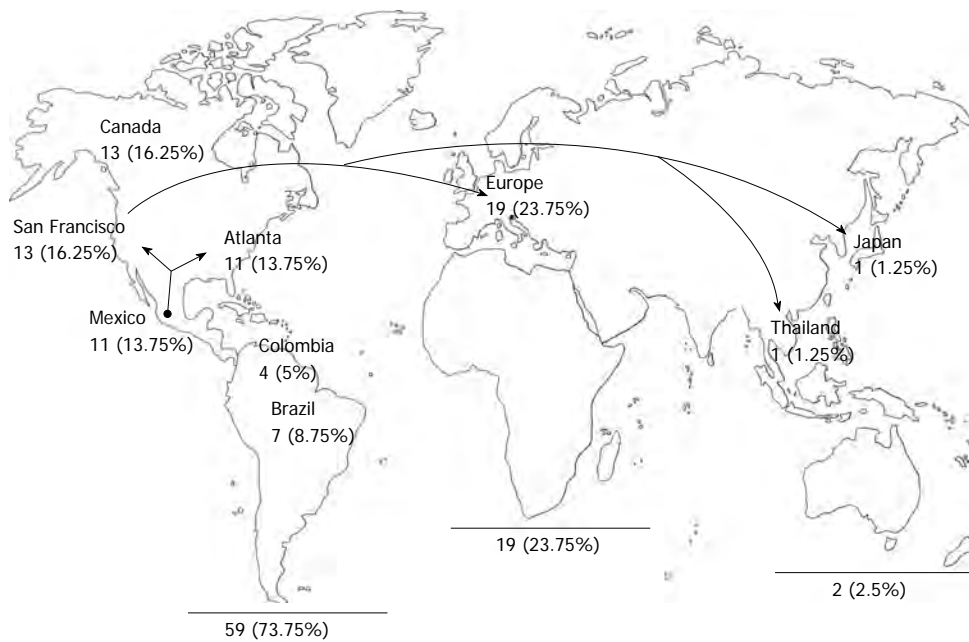 Canada
13 (16.25%)
San Francisco
13 (16.25%)
Atlanta
11 (13.75%)
Mexico
11 (13.75%)
Colombia
4 (5%)
Brazil
7 (8.75%)
59 (73.75%)
Europe
19 (23.75%)
19 (23.75%)
Japan
1 (1.25%)
Thailand
1 (1.25%)
2 (2.5%)